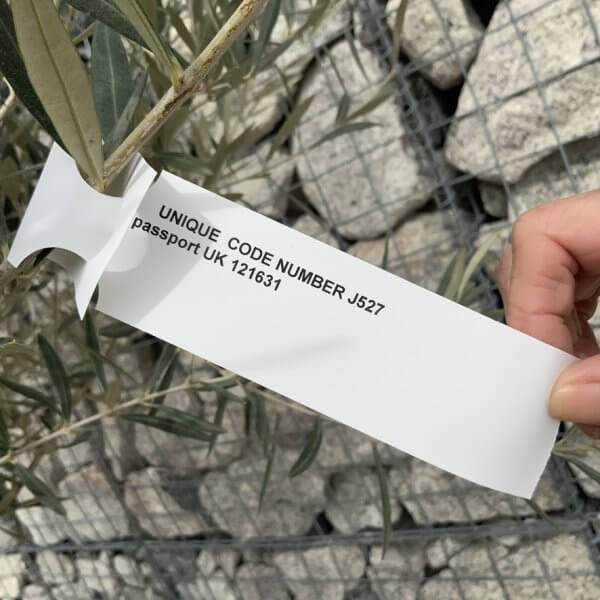 UNIQUE  CODE NUMBER J527
passport UK 121631